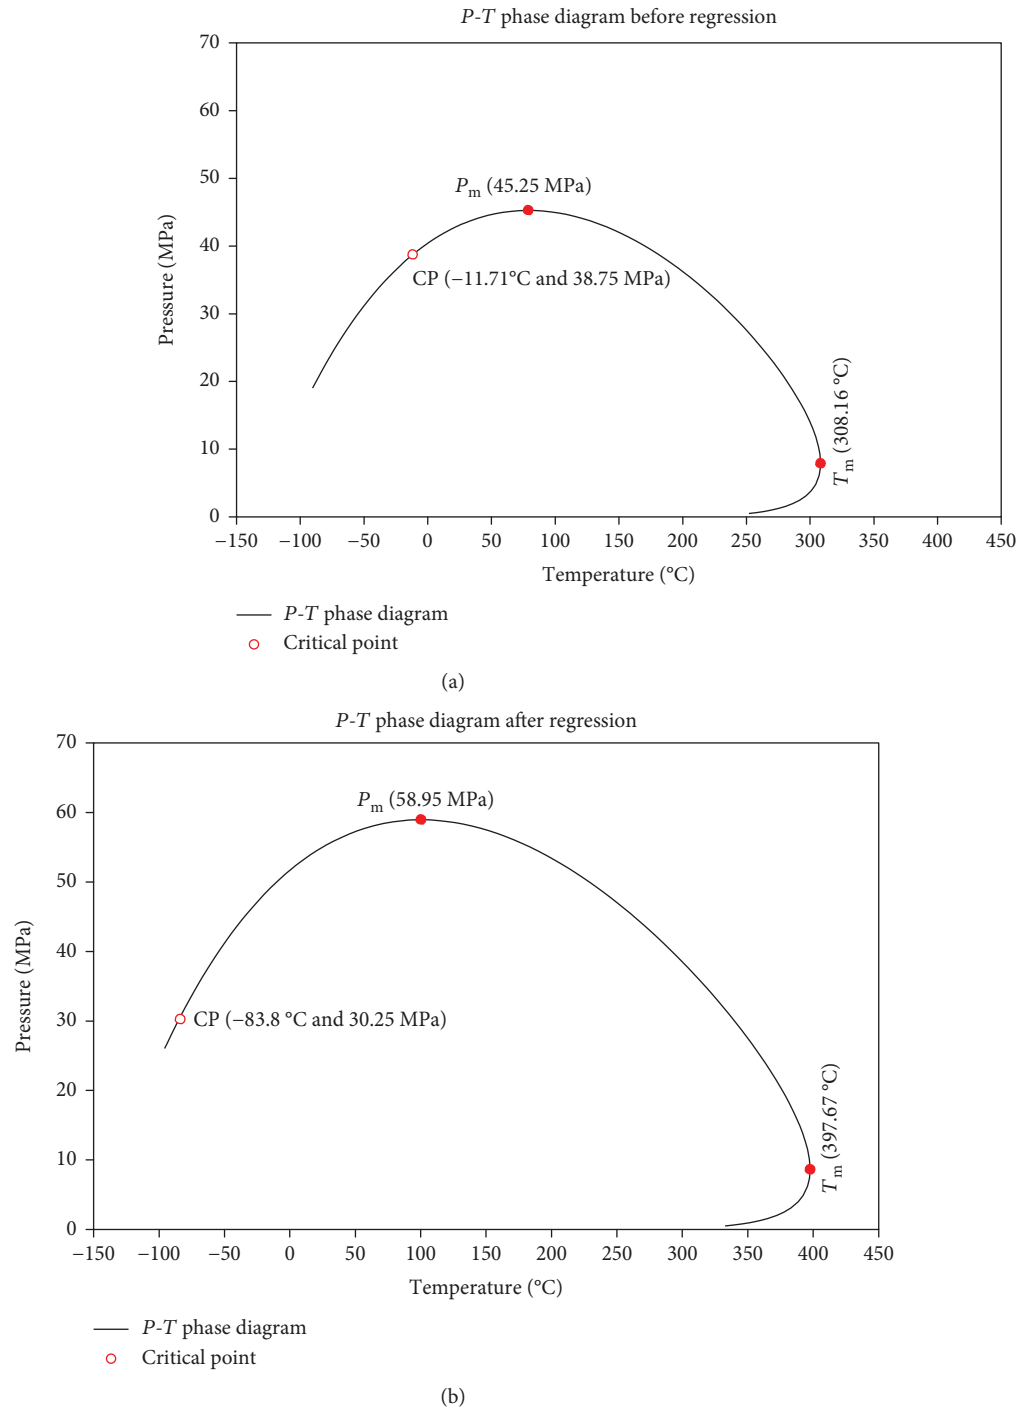 P-T phase diagram before regression
70
60
50
40
30
20
10
0
Pressure (MPa)
Pm (45.25 MPa)
CP (−11.71°C and 38.75 MPa)
Tm (308.16 °C)
−150 −100 −50 0 50 100 150 200 250 300 350 400 450
Temperature (°C)
P-T phase diagram
Critical point
(a)
P-T phase diagram after regression
70
60
50
40
30
20
10
0
Pressure (MPa)
Pm (58.95 MPa)
CP (−83.8 °C and 30.25 MPa)
Tm (397.67 °C)
−150 −100 −50 0 50 100 150 200 250 300 350 400 450
Temperature (°C)
P-T phase diagram
Critical point
(b)